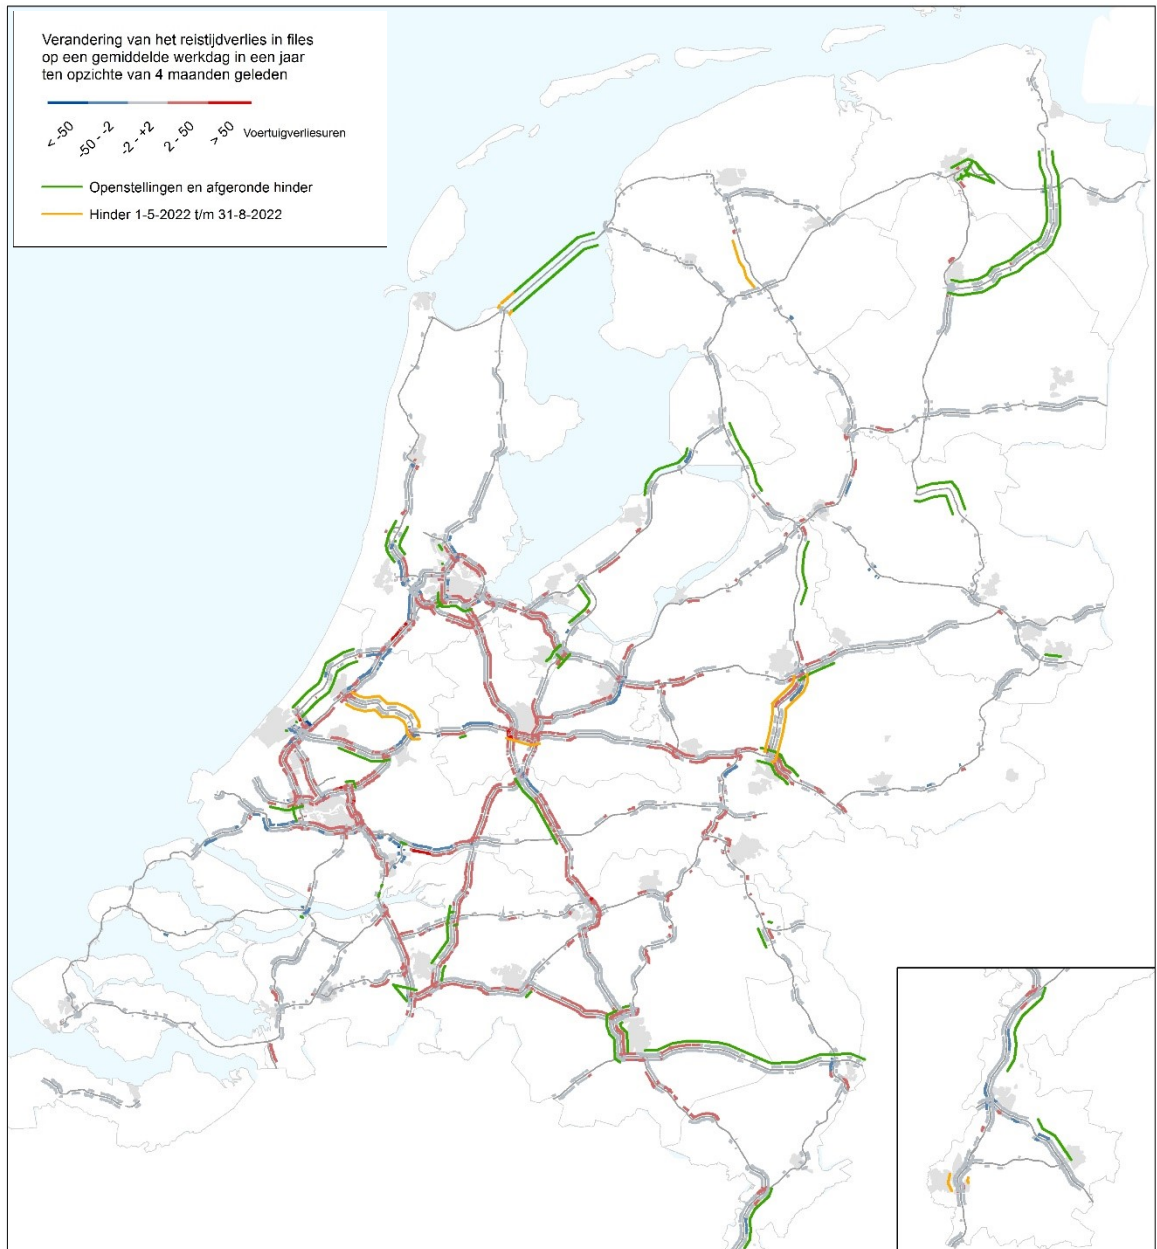 Verandering van het reistijdverlies in files
op een gemiddelde werkdag in een jaar
ten opzichte van 4 maanden geleden
< -50
-50 - -2
-2 - +2
2 - 50
> 50
Voertuigverliesuren
Openstellingen en afgeronde hinder
Hinder 1-5-2022 t/m 31-8-2022